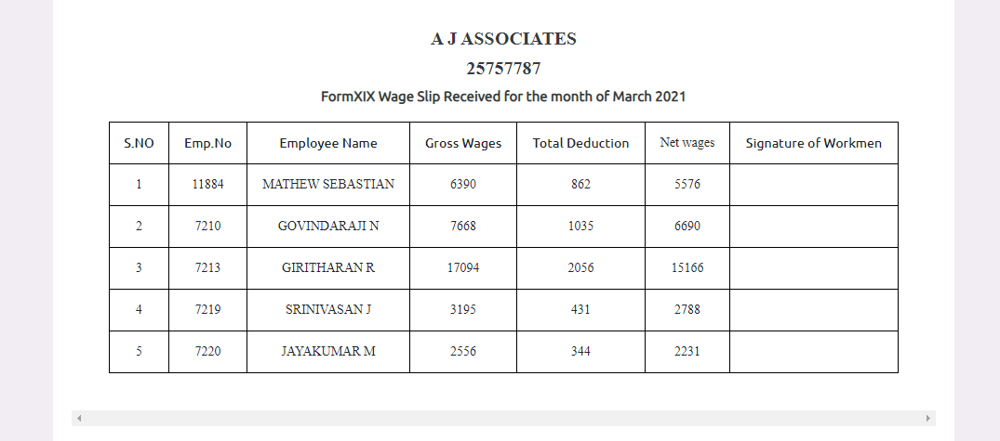 A J ASSOCIATES
25757787
FormXIX Wage Slip Received for the month of March 2021
S.NO Emp.No Employee Name Gross Wages Total Deduction Net wages Signature of Workmen
1 11884 MATHEW SEBASTIAN 6390 862 5576
2 7210 GOVINDARAJI N 7668 1035 6690
3 7213 GIRITHARAN R 17094 2056 15166
4 7219 SRINIVASAN J 3195 431 2788
5 7220 JAYAKUMAR M 2556 344 2231